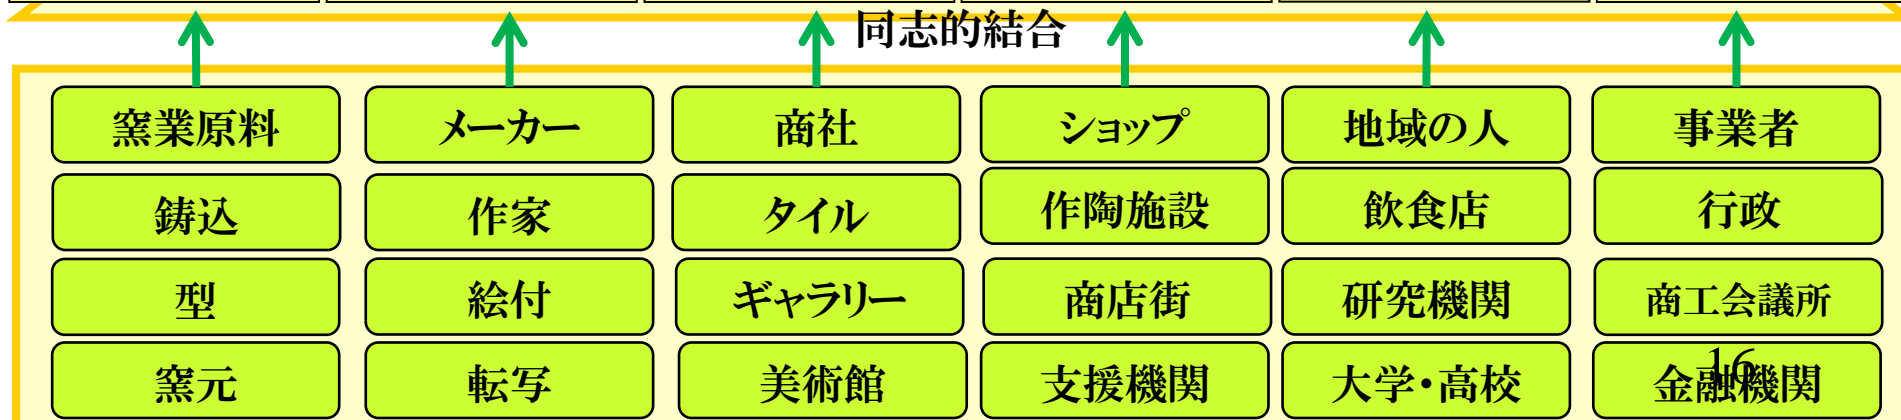 同志的結合
窯業原料 メーカー 商社 ショップ 地域の人 事業者
鋳込 作家 タイル 作陶施設 飲食店 行政
型 絵付 ギャラリー 商店街 研究機関 商工会議所
窯元 転写 美術館 支援機関 大学・高校 金融機関
16